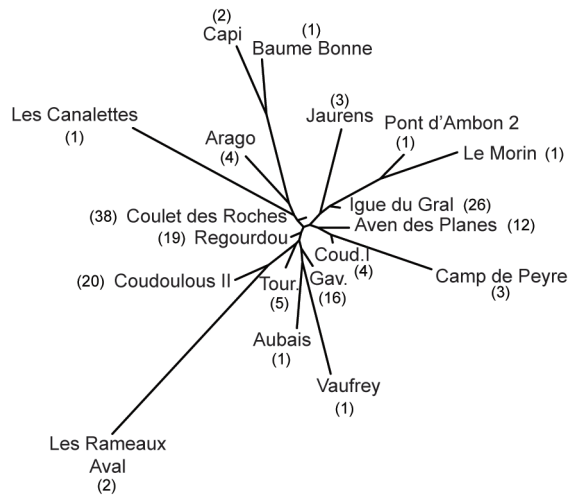 (2)
Capi
(1)
Baume Bonne
Les Canalettes
(1)
(3)
Jaurens
Pont d'Ambon 2
(1)
Le Morin (1)
Arago
(4)
Igue du Gral (26)
(38) Coulet des Roches
Aven des Planes (12)
(19) Regourdou
Coud.I
(4)
Camp de Peyre
(3)
(20) Coudoulous II
Tour.
(5)
Gav.
(16)
Aubais
(1)
Vaufrey
(1)
Les Rameaux
Aval
(2)